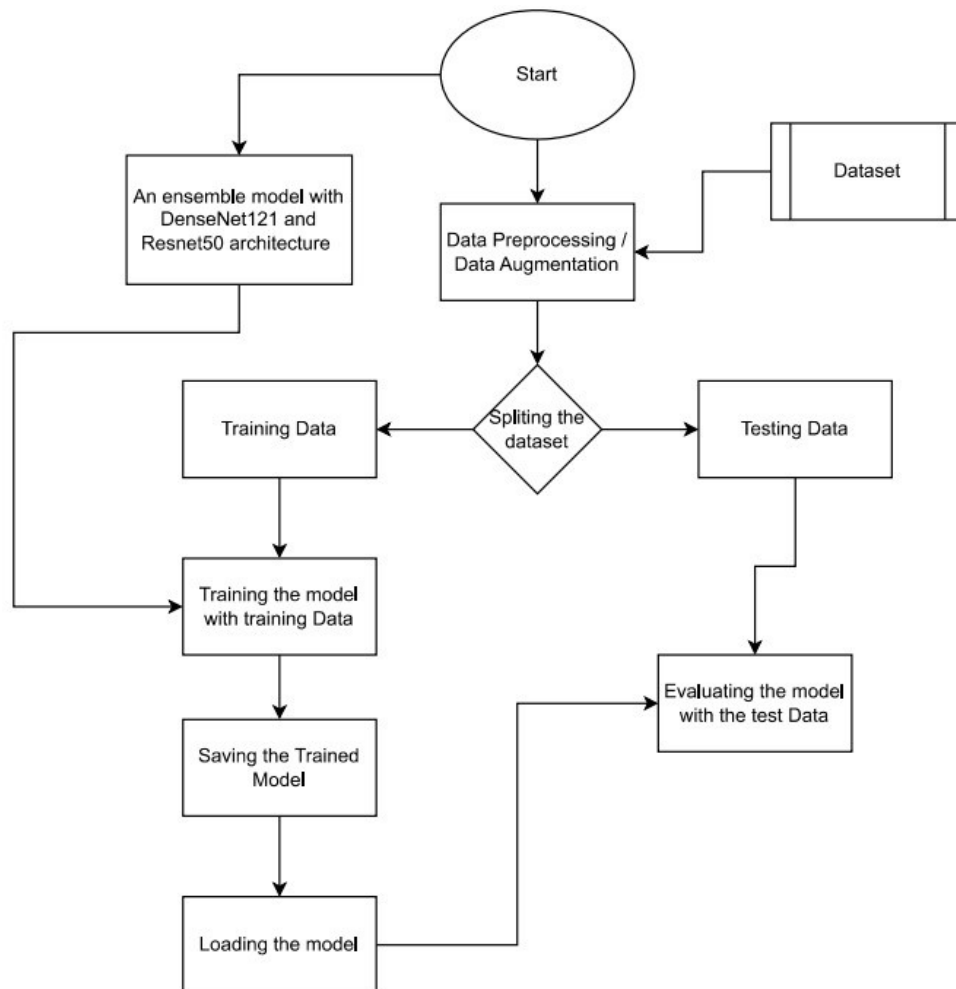 Start
An ensemble model with
DenseNet121 and
Resnet50 architecture
Dataset
Data Preprocessing /
Data Augmentation
Training Data
Spliting the
dataset
Testing Data
Training the model
with training Data
Evaluating the model
with the test Data
Saving the Trained
Model
Loading the model